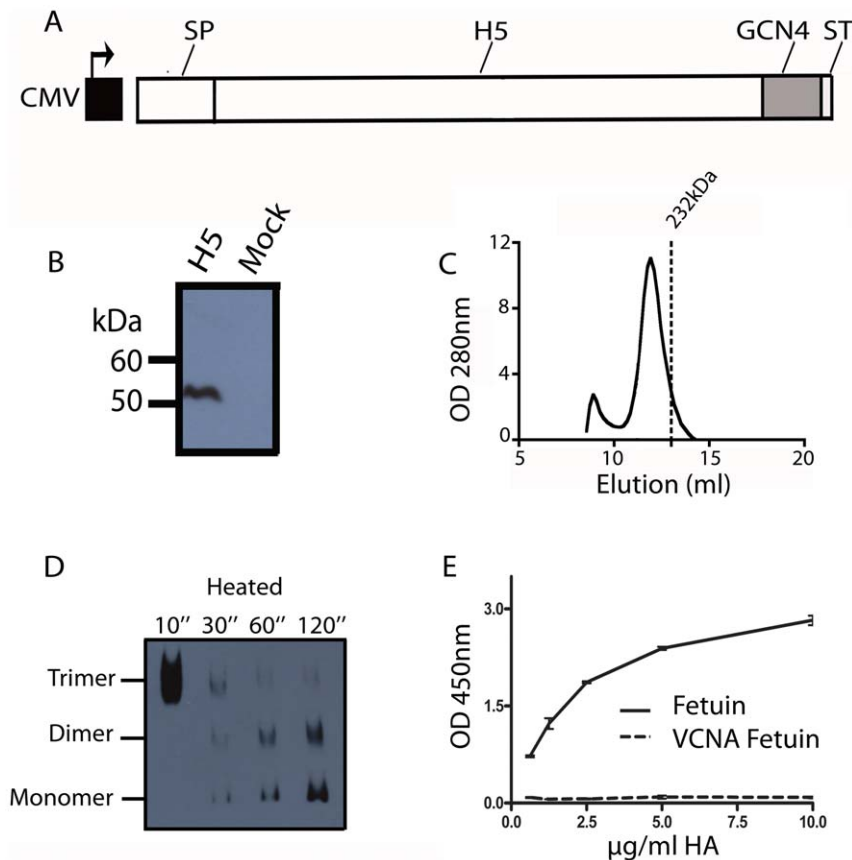 A
SP
H5
GCN4
ST
CMV
B
H5
Mock
kDa
60
50
C
232kDa
12
8
4
0
OD 280nm
5
10
15
20
Elution (ml)
D
Heated
10″
30″
60″
120″
Trimer
Dimer
Monomer
E
3.0
1.5
0.0
OD 450nm
Fetuin
VCNA Fetuin
0.0
2.5
5.0
7.5
10.0
µg/ml HA